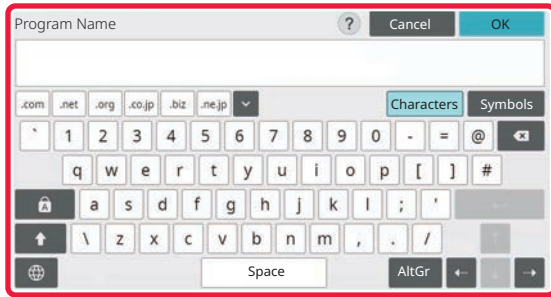 Program Name ? Cancel OK
.com .net .org .co.jp .biz .ne.jp Characters Symbols
` 1 2 3 4 5 6 7 8 9 0 - = @
q w e r t y u i o p [ ] #
A a s d f g h j k l ; '
\ z x c v b n m , . /
Space AltGr